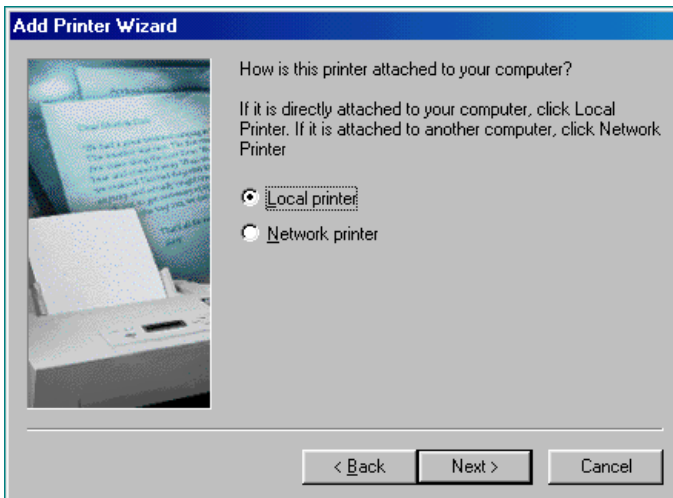 Add Printer Wizard
How is this printer attached to your computer?
If it is directly attached to your computer, click Local
Printer. If it is attached to another computer, click Network
Printer
Local printer
Network printer
< Back
Next >
Cancel